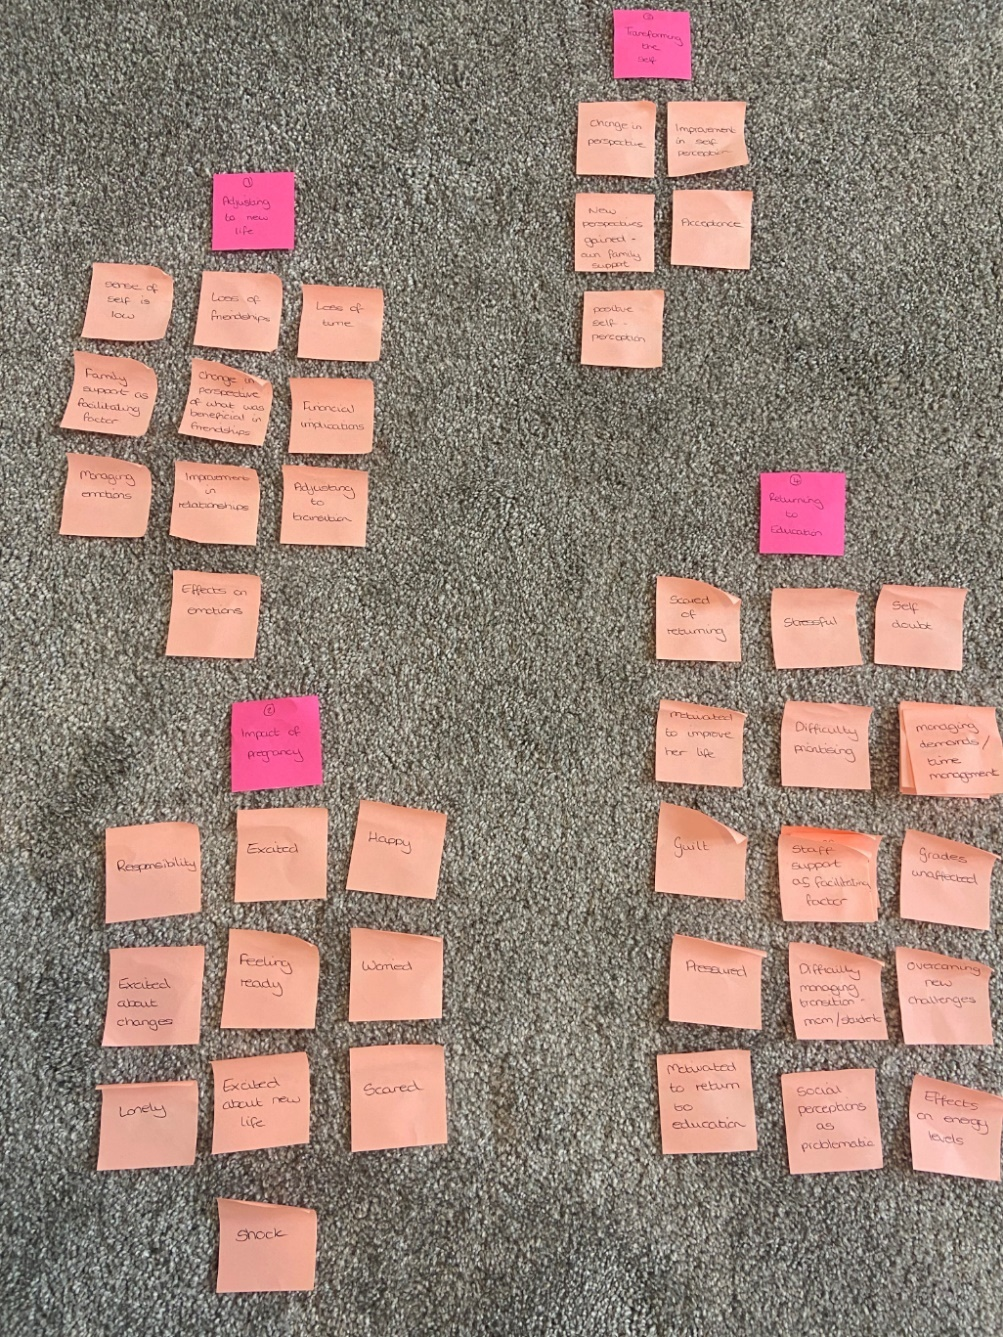 ①
Adjusting
to new
life
sense of
self is
low
Loss of
friendships
Loss of
time
Family
support as
facilitating
factor
Change in
perspective
of what was
beneficial in
friendships
Financial
implications
Managing
emotions
Improvement
in
relationships
Adjusting
to
transition
Effects on
emotions
②
Impact of
pregnancy
Responsibility
Excited
Happy
Excited
about
changes
Feeling
ready
Worried
Lonely
Excited
about new
life
Scared
Shock
③
Transforming
the
self
Change in
perspective
Improvement
in self
perception
New
perspectives
gained -
own family
support
Acceptance
positive
self -
perception
④
Returning
to
Education
Scared
of
returning
Stressful
Self
doubt
Motivated
to improve
her life
Difficulty
prioritising
managing
demands /
time
management
Guilt
Staff
support
as facilitating
factor
Grades
unaffected
Pressured
Difficulty
managing
transition -
mom/student
Overcoming
new
challenges
Motivated
to return
to
education
Social
perceptions
as
problematic
Effects
on energy
levels